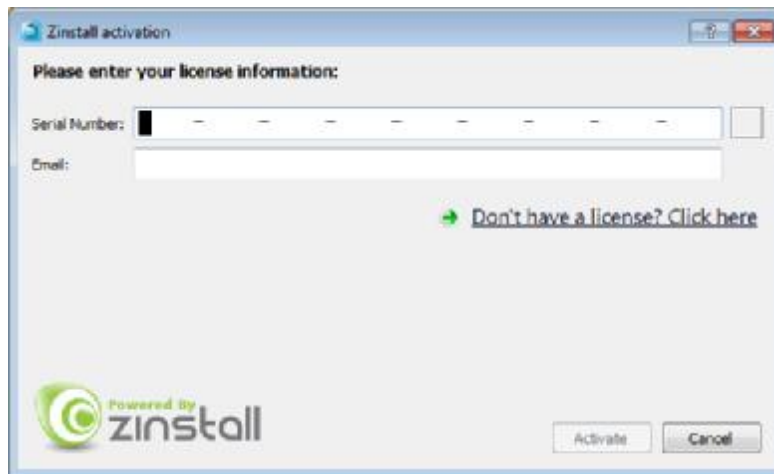 Zinstall activation
Please enter your license information:
Serial Number: - - - - - - - -
Email:
Don't have a license? Click here
Powered By
zinstall
Activate Cancel